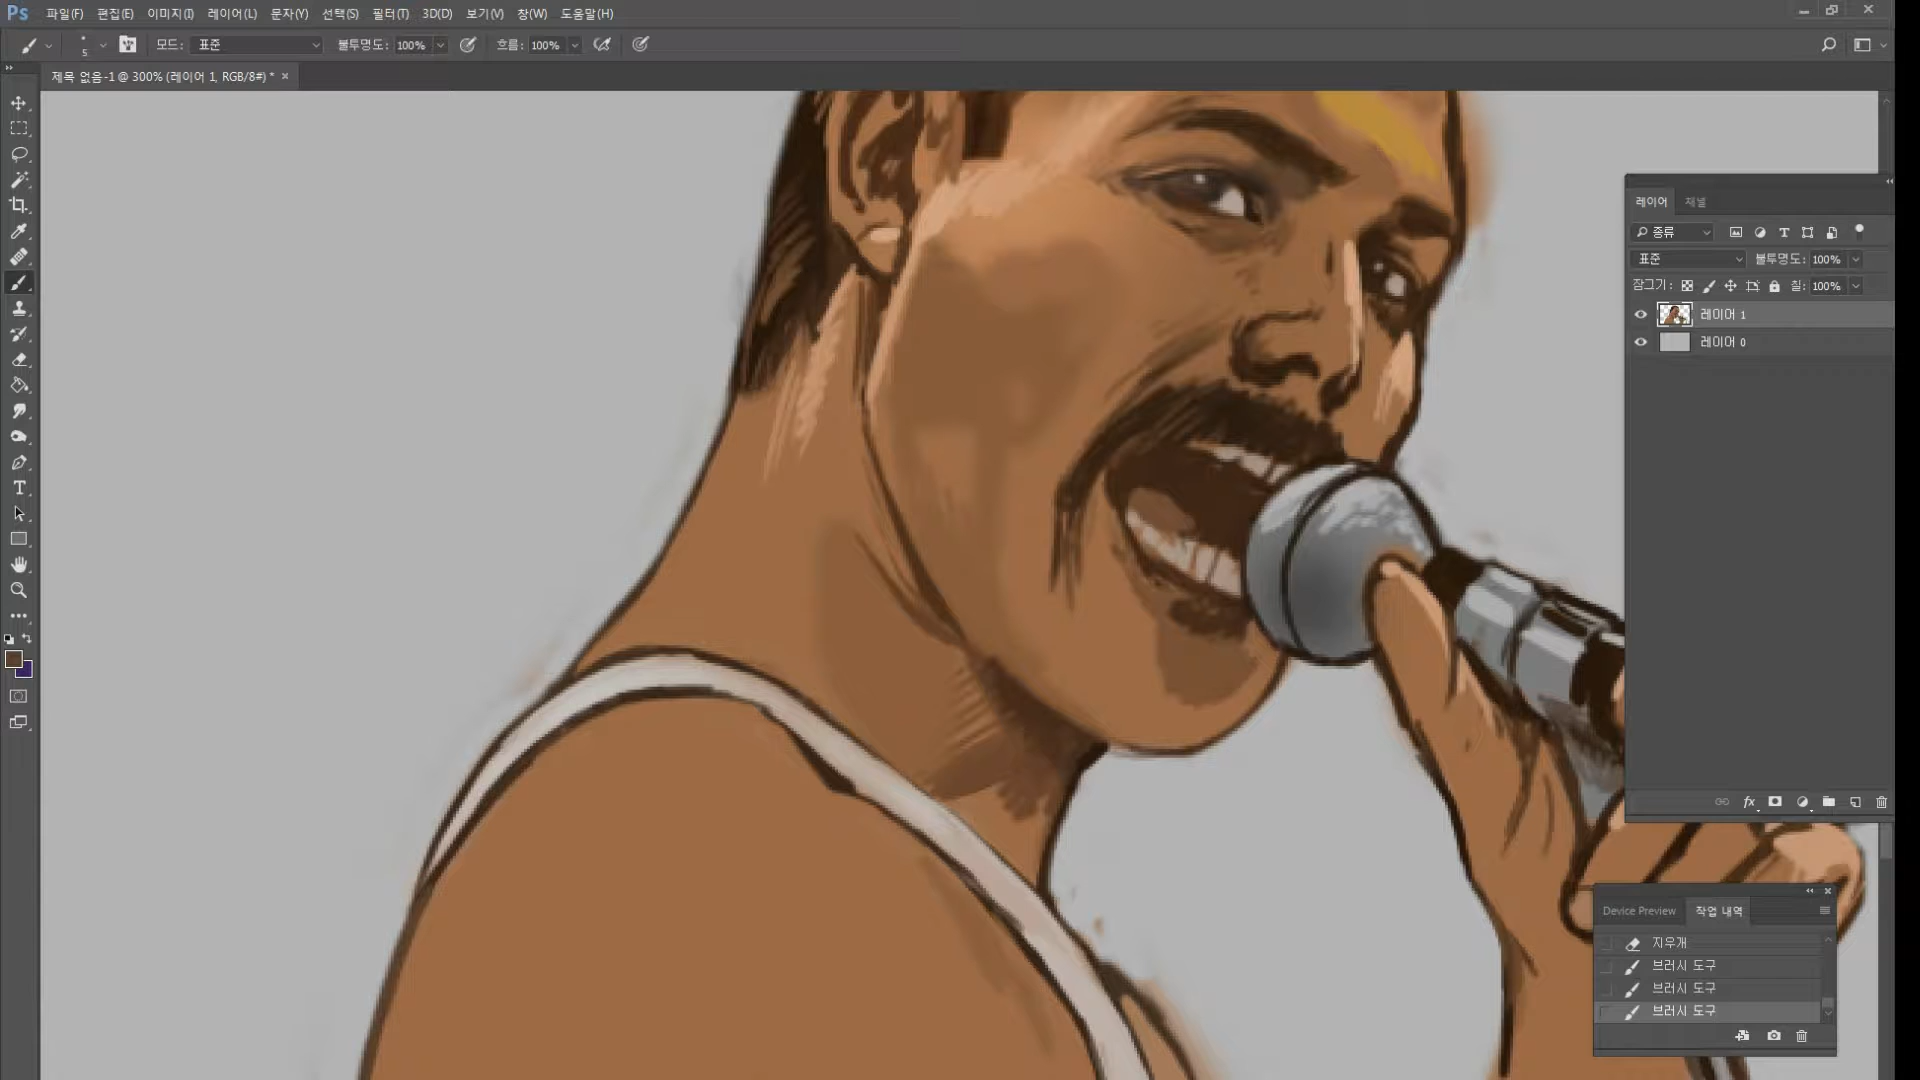 Ps 파일(F) 편집(E) 이미지(I) 레이어(L) 문자(Y) 선택(S) 필터(T) 3D(D) 보기(V) 창(W) 도움말(H)
5 모드: 표준 불투명도: 100% 흐름: 100%
제목 없음-1 @ 300% (레이어 1, RGB/8#) * ×
레이어 채널
종류
표준 불투명도: 100%
잠그기: 칠: 100%
레이어 1
레이어 0
fx
Device Preview 작업 내역
지우개
브러시 도구
브러시 도구
브러시 도구